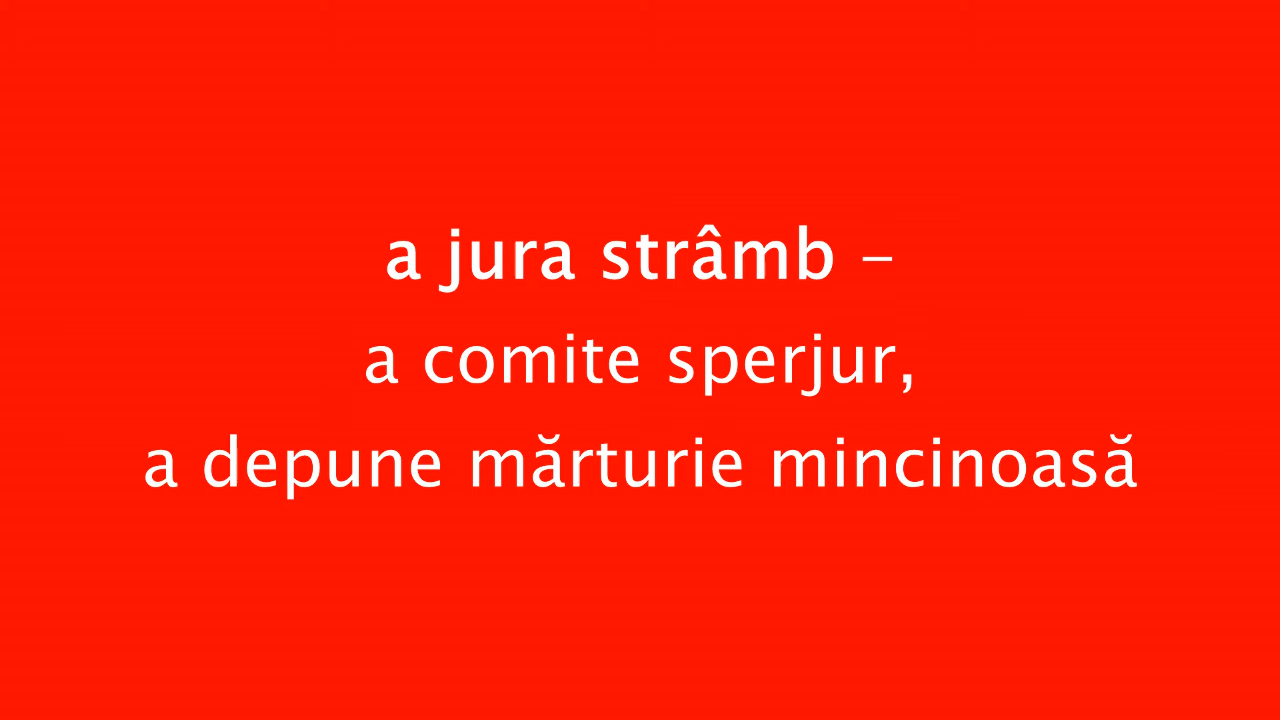 a jura strâmb –
a comite sperjur,
a depune mărturie mincinoasă